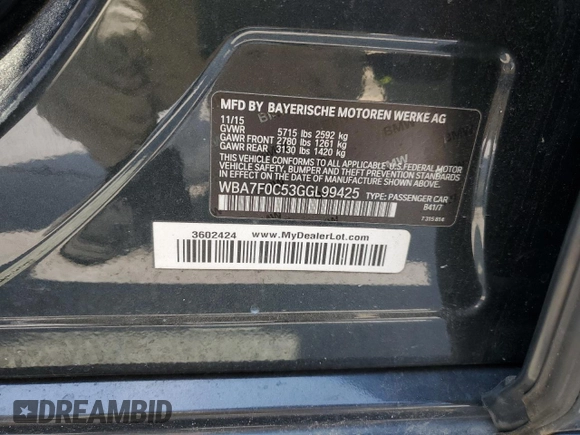 MFD BY BAYERISCHE MOTOREN WERKE AG
11/15
GVWR 5715 lbs 2592 kg
GAWR FRONT 2780 lbs 1261 kg
GAWR REAR 3130 lbs 1420 kg
THIS VEHICLE CONFORMS TO ALL APPLICABLE U.S.FEDERAL MOTOR
VEHICLE SAFETY, BUMPER, AND THEFT PREVENTION STANDARDS IN
EFFECT ON THE DATE OF MANUFACTURE SHOWN ABOVE.
WBA7F0C53GGL99425 TYPE: PASSENGER CAR
B41/7
3602424 www.MyDealerLot.com
DREAMBID